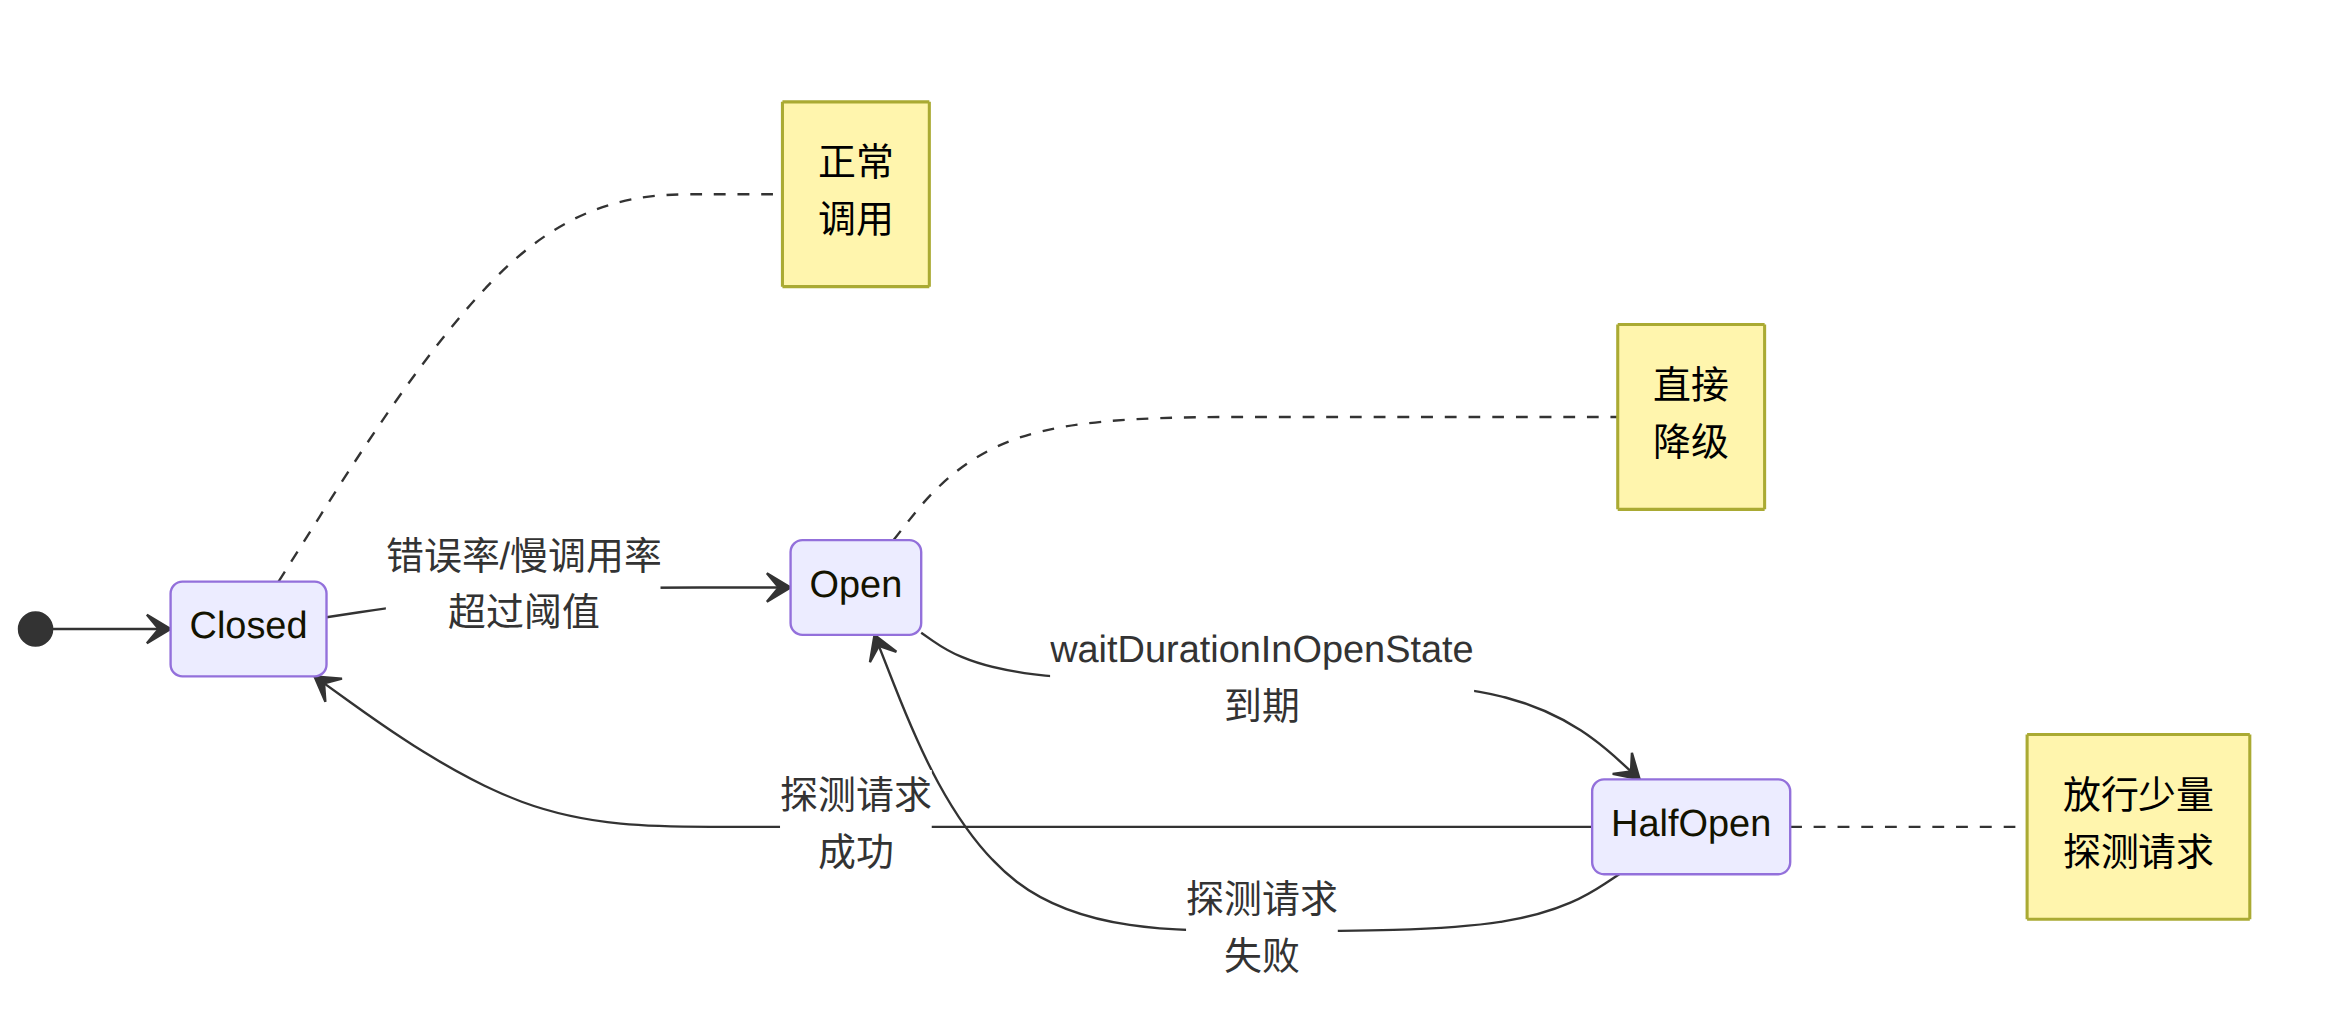 正常
调用
直接
降级
错误率/慢调用率
超过阈值
Open
Closed
waitDurationInOpenState
到期
探测请求
成功
HalfOpen
放行少量
探测请求
探测请求
失败